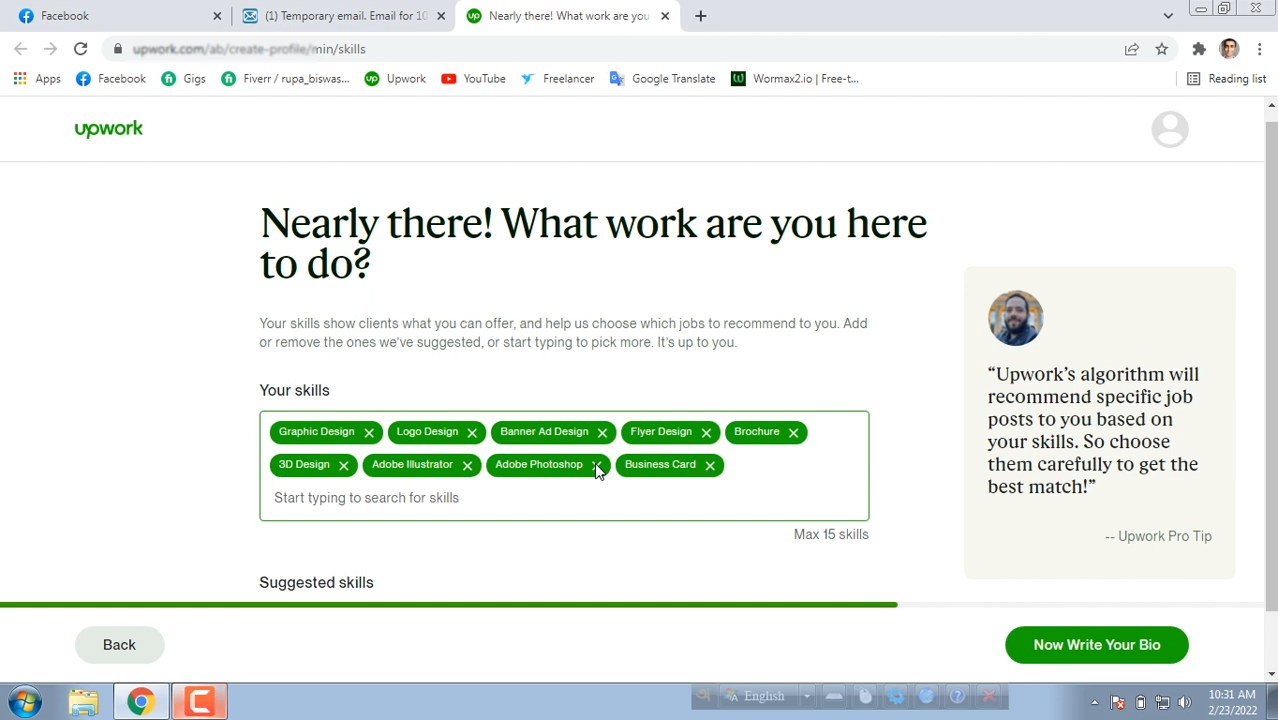 Facebook
(1) Temporary email. Email for 10
Nearly there! What work are you
upwork.com/ab/create-profile/min/skills
Apps
Facebook
Gigs
Fiverr / rupa_biswas...
Upwork
YouTube
Freelancer
Google Translate
Wormax2.io | Free-t...
Reading list
upwork
Nearly there! What work are you here
to do?
Your skills show clients what you can offer, and help us choose which jobs to recommend to you. Add
or remove the ones we've suggested, or start typing to pick more. It's up to you.
Your skills
Graphic Design
Logo Design
Banner Ad Design
Flyer Design
Brochure
3D Design
Adobe Illustrator
Adobe Photoshop
Business Card
Start typing to search for skills
Max 15 skills
Suggested skills
“Upwork's algorithm will
recommend specific job
posts to you based on
your skills. So choose
them carefully to get the
best match!”
-- Upwork Pro Tip
Back
Now Write Your Bio
English
10:31 AM
2/23/2022